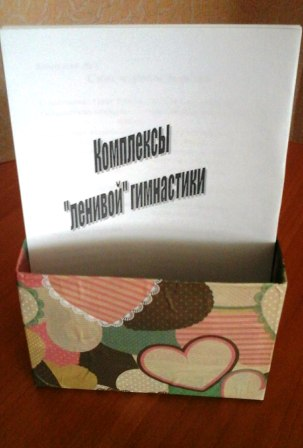 Комплексы
"ленивой" гимнастики